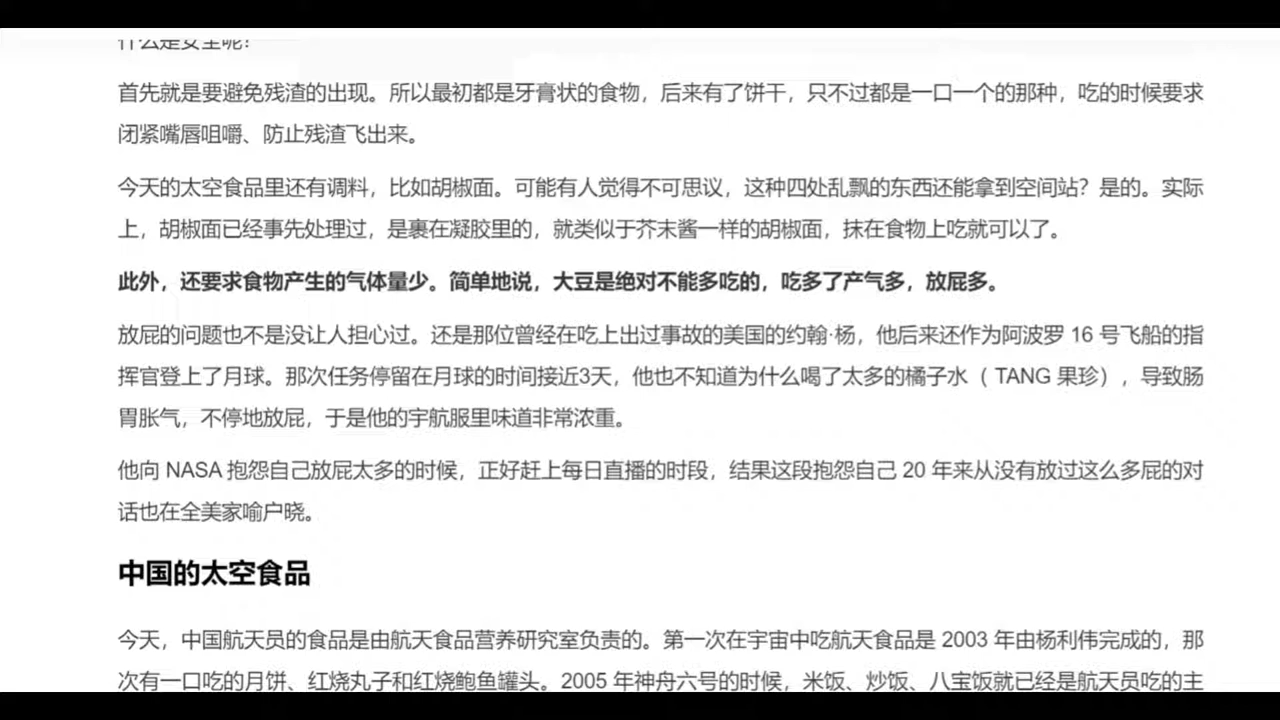 什么是安全呢？
首先就是要避免残渣的出现。所以最初都是牙膏状的食物，后来有了饼干，只不过都是一口一个的那种，吃的时候要求
闭紧嘴唇咀嚼、防止残渣飞出来。
今天的太空食品里还有调料，比如胡椒面。可能有人觉得不可思议，这种四处乱飘的东西还能拿到空间站？是的。实际
上，胡椒面已经事先处理过，是裹在凝胶里的，就类似于芥末酱一样的胡椒面，抹在食物上吃就可以了。
此外，还要求食物产生的气体量少。简单地说，大豆是绝对不能多吃的，吃多了产气多，放屁多。
放屁的问题也不是没让人担心过。还是那位曾经在吃上出过事故的美国的约翰·杨，他后来还作为阿波罗 16 号飞船的指
挥官登上了月球。那次任务停留在月球的时间接近3天，他也不知道为什么喝了太多的橘子水（ TANG 果珍），导致肠
胃胀气，不停地放屁，于是他的宇航服里味道非常浓重。
他向 NASA 抱怨自己放屁太多的时候，正好赶上每日直播的时段，结果这段抱怨自己 20 年来从没有放过这么多屁的对
话也在全美家喻户晓。
中国的太空食品
今天，中国航天员的食品是由航天食品营养研究室负责的。第一次在宇宙中吃航天食品是 2003 年由杨利伟完成的，那
次有一口吃的月饼、红烧丸子和红烧鲍鱼罐头。2005 年神舟六号的时候，米饭、炒饭、八宝饭就已经是航天员吃的主